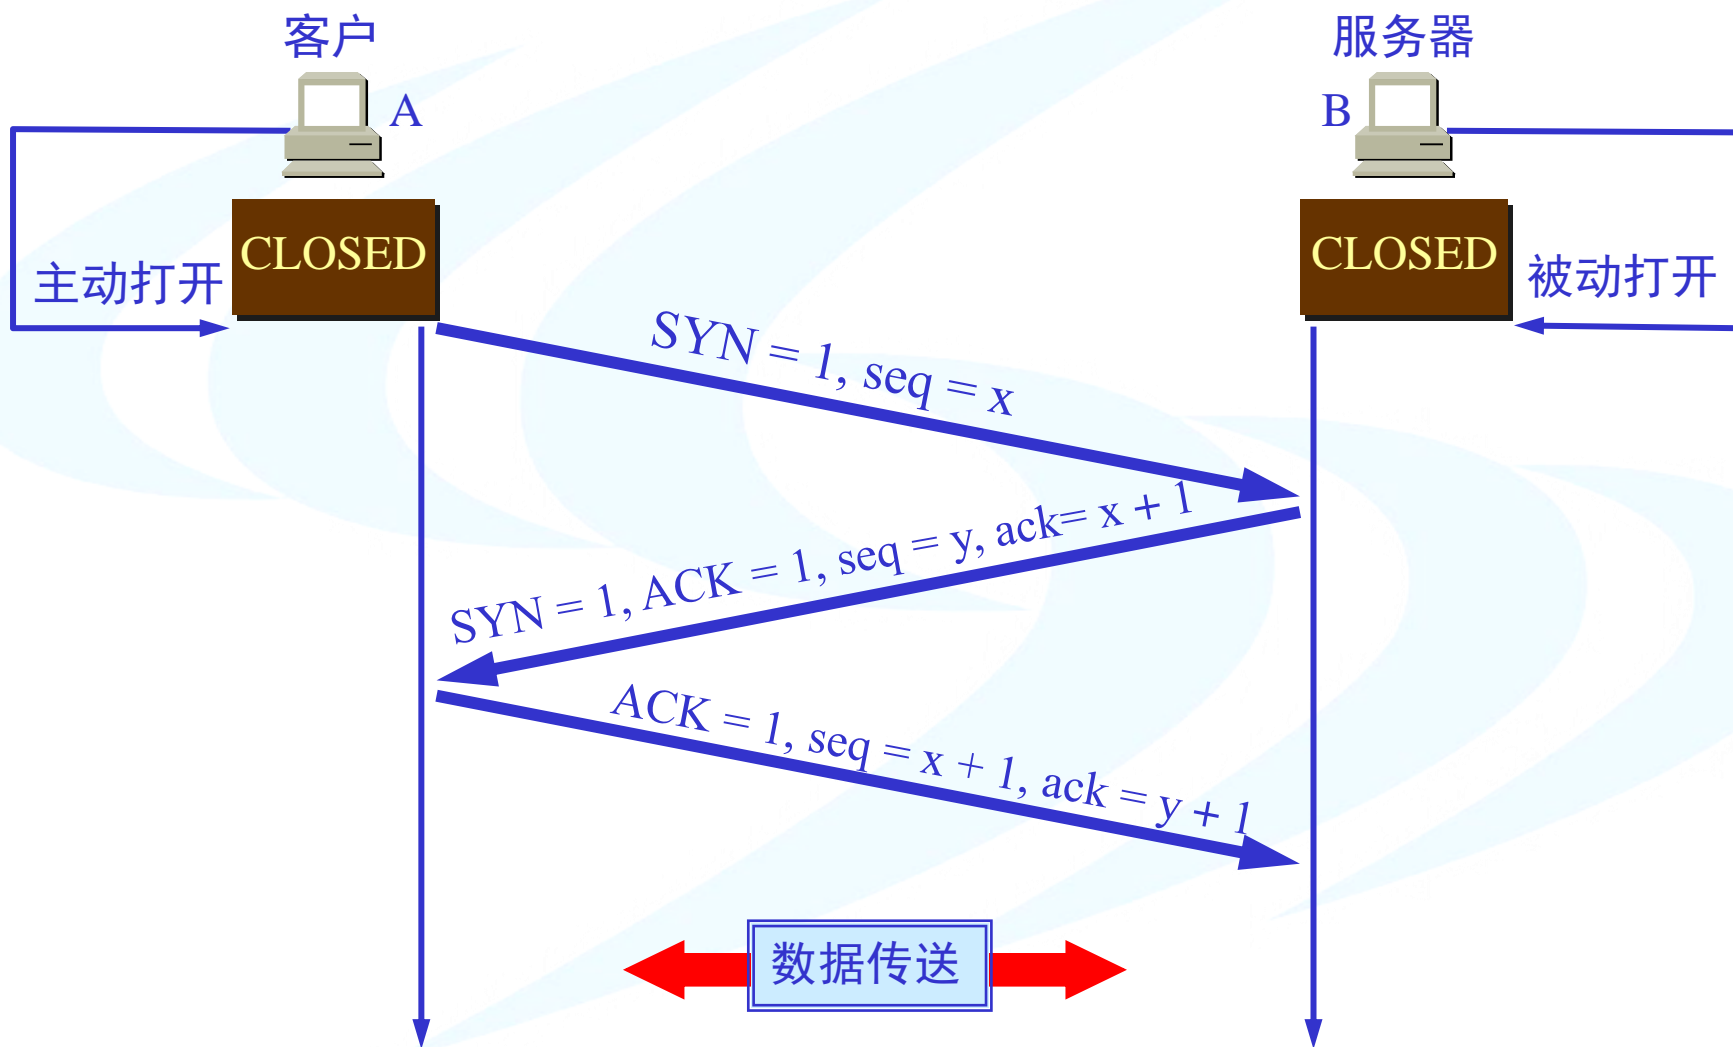 客户
服务器
A
B
CLOSED
CLOSED
主动打开
被动打开
SYN = 1, seq = x
SYN = 1, ACK = 1, seq = y, ack= x + 1
ACK = 1, seq = x + 1, ack = y + 1
数据传送